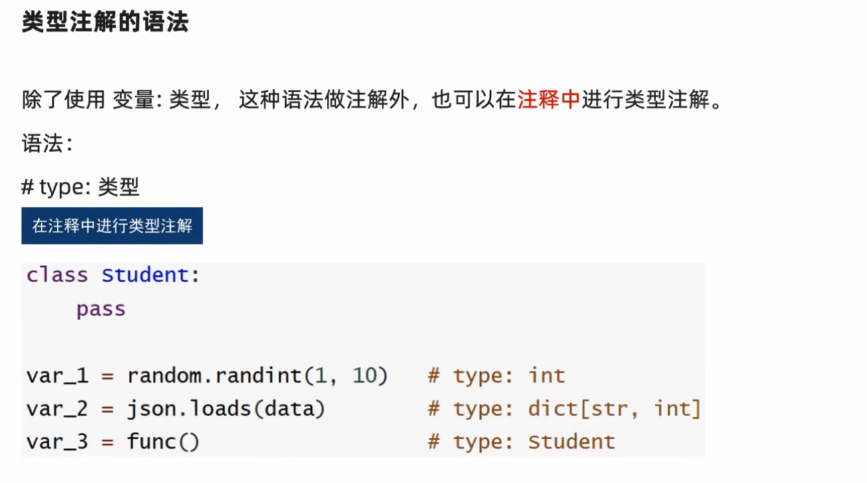 类型注解的语法
除了使用 变量: 类型， 这种语法做注解外，也可以在注释中进行类型注解。
语法：
# type: 类型
在注释中进行类型注解
class Student:
    pass
var_1 = random.randint(1, 10)   # type: int
var_2 = json.loads(data)        # type: dict[str, int]
var_3 = func()                  # type: Student